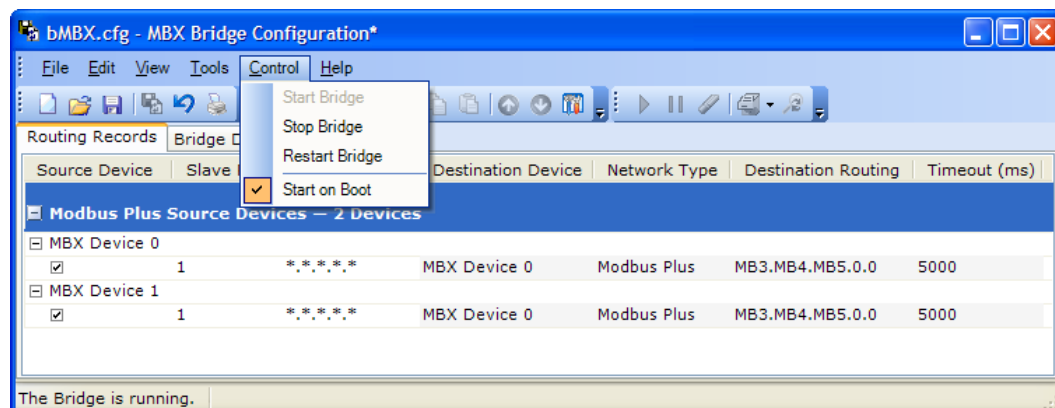 bMBX.cfg - MBX Bridge Configuration*
File Edit View Tools Control Help
Start Bridge
Stop Bridge
Restart Bridge
Start on Boot
Routing Records Bridge
Source Device Slave Destination Device Network Type Destination Routing Timeout (ms)
Modbus Plus Source Devices — 2 Devices
MBX Device 0
1 *.*.*.*.* MBX Device 0 Modbus Plus MB3.MB4.MB5.0.0 5000
MBX Device 1
1 *.*.*.*.* MBX Device 0 Modbus Plus MB3.MB4.MB5.0.0 5000
The Bridge is running.